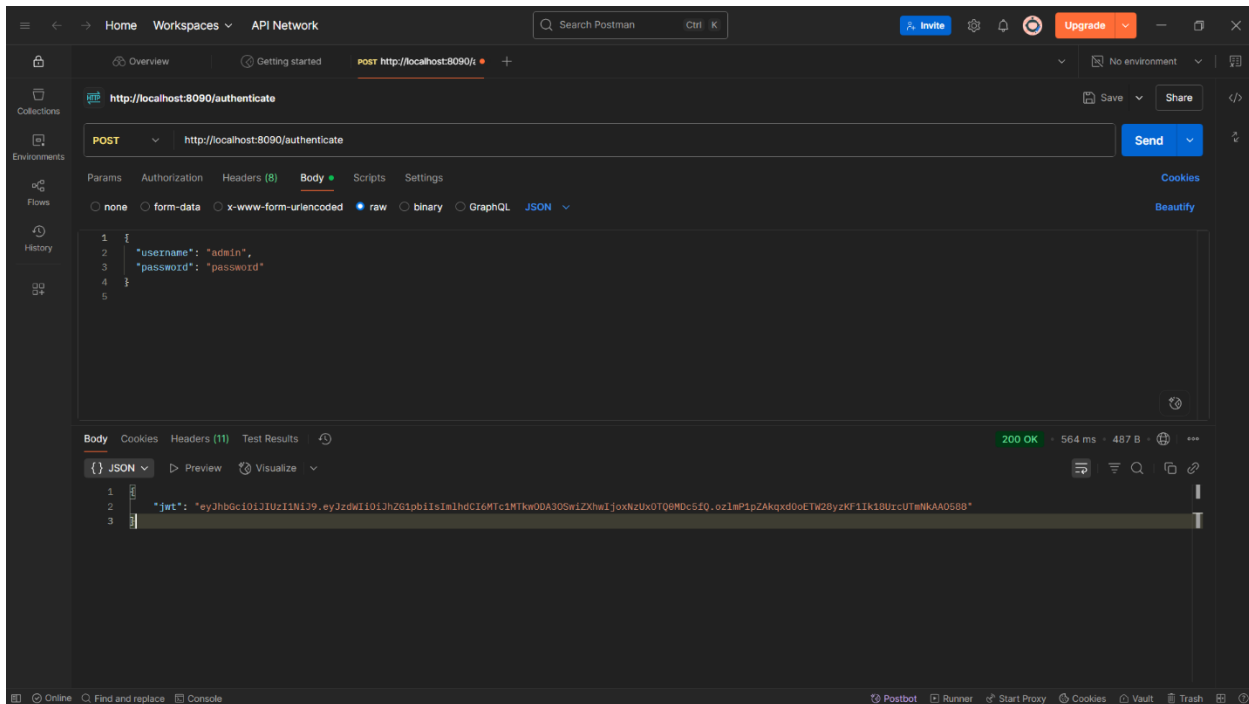 Home Workspaces API Network Search Postman Ctrl K Invite Upgrade
Overview Getting started POST http://localhost:8090/a No environment
HTTP http://localhost:8090/authenticate Save Share
Collections
POST http://localhost:8090/authenticate Send
Environments
Params Authorization Headers (8) Body Scripts Settings Cookies
Flows
none form-data x-www-form-urlencoded raw binary GraphQL JSON Beautify
History
1 {
2 "username": "admin",
3 "password": "password"
4 }
5
Body Cookies Headers (11) Test Results 200 OK 564 ms 487 B
{} JSON Preview Visualize
1 {
2 "jwt": "eyJhbGciOiJIUzI1NiJ9.eyJzdWIiOiJhZG1pbiIsImlhdCI6MTc1MTkwODA3OSwiZXhwIjoxNzUxOTQ0MDc5fQ.ozlmP1pZAkqxdOoETW28yzKF1Ik18UrcUTmNkAAO588"
3 }
Online Find and replace Console Postbot Runner Start Proxy Cookies Vault Trash